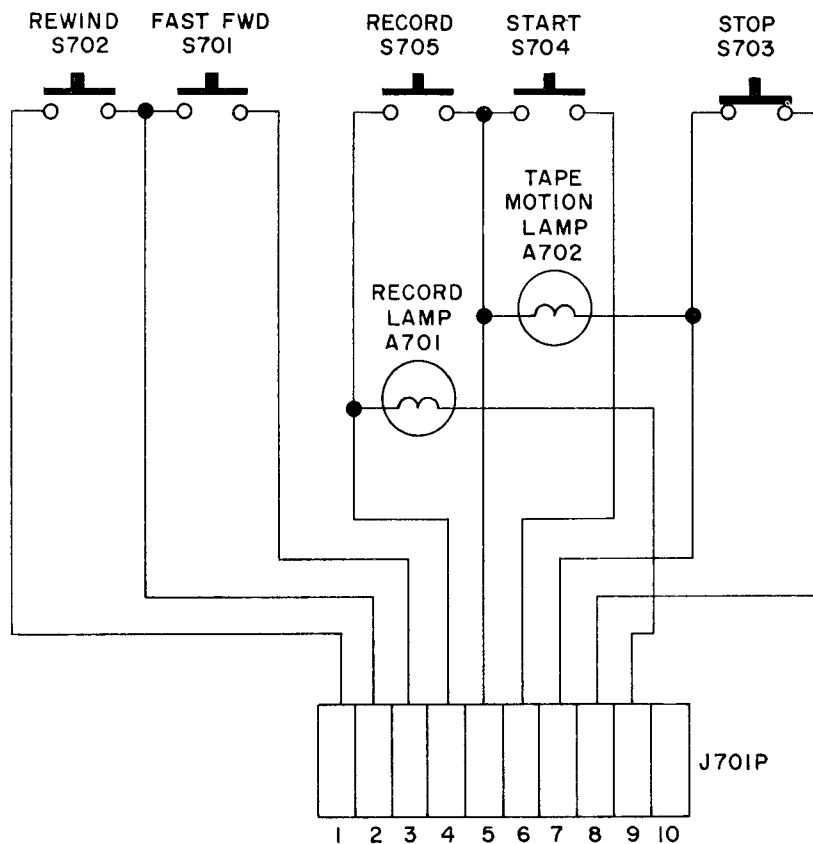 REWIND
S702
FAST FWD
S701
RECORD
S705
START
S704
STOP
S703
TAPE
MOTION
LAMP
A702
RECORD
LAMP
A701
J701P
1 2 3 4 5 6 7 8 9 10